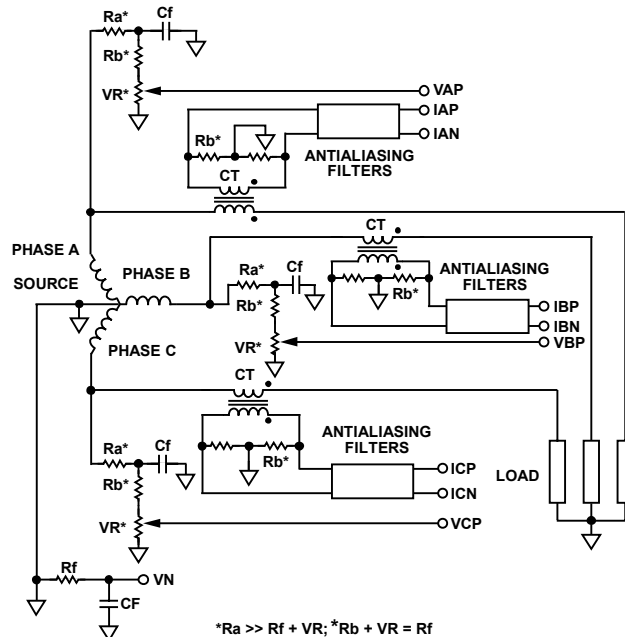 Ra*
Cf
Rb*
VR*
VAP
IAP
IAN
Rb*
ANTIALIASING
FILTERS
CT
PHASE A
CT
SOURCE
PHASE B
Ra*
Cf
ANTIALIASING
FILTERS
Rb*
Rb*
IBP
IBN
PHASE C
VR*
VBP
CT
Ra*
Cf
ANTIALIASING
FILTERS
Rb*
Rb*
ICP
LOAD
ICN
VR*
VCP
Rf
VN
CF
*Ra >> Rf + VR; *Rb + VR = Rf